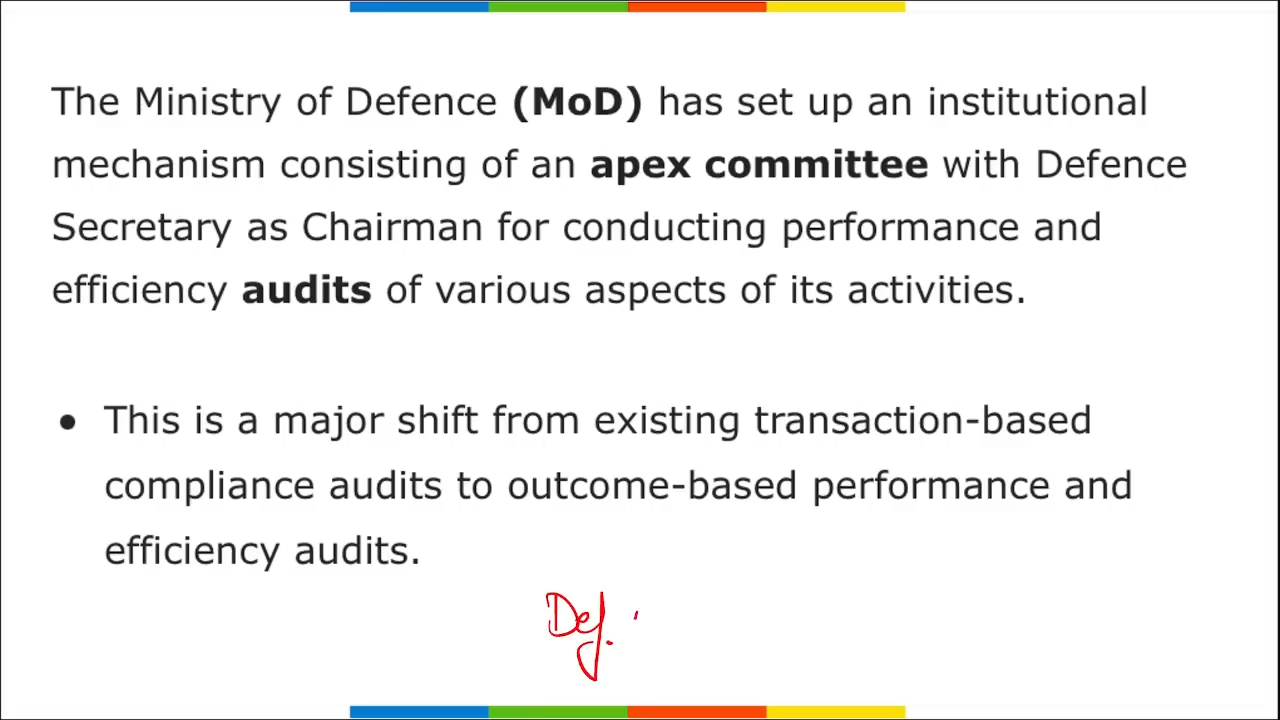 The Ministry of Defence (MoD) has set up an institutional
mechanism consisting of an apex committee with Defence
Secretary as Chairman for conducting performance and
efficiency audits of various aspects of its activities.
● This is a major shift from existing transaction-based
compliance audits to outcome-based performance and
efficiency audits.
Def.